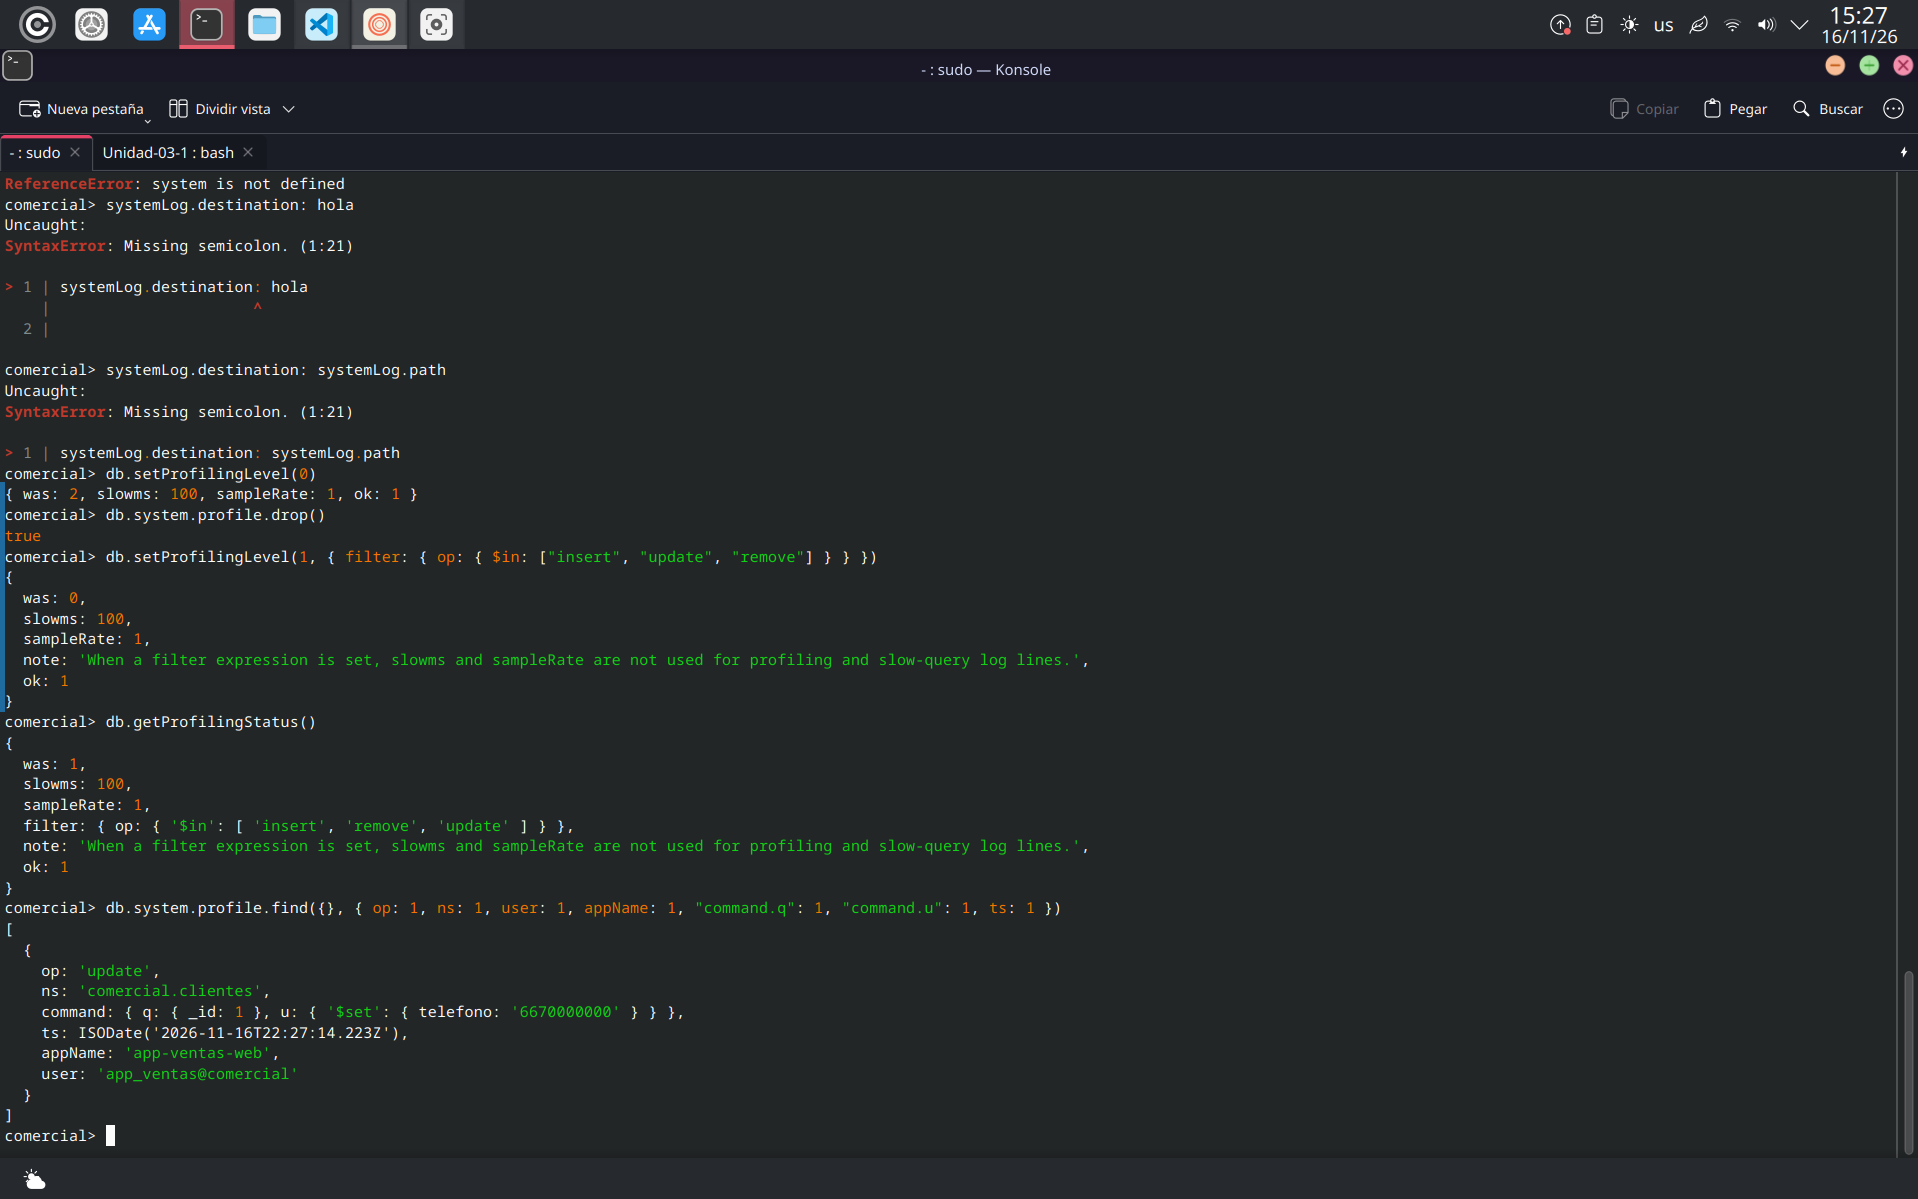 us
15:27
16/11/26
- : sudo — Konsole
Nueva pestaña
Dividir vista
Copiar
Pegar
Buscar
- : sudo
Unidad-03-1 : bash
ReferenceError: system is not defined
comercial> systemLog.destination: hola
Uncaught:
SyntaxError: Missing semicolon. (1:21)
> 1 | systemLog.destination: hola
    |                       ^
  2 |
comercial> systemLog.destination: systemLog.path
Uncaught:
SyntaxError: Missing semicolon. (1:21)
> 1 | systemLog.destination: systemLog.path
comercial> db.setProfilingLevel(0)
{ was: 2, slowms: 100, sampleRate: 1, ok: 1 }
comercial> db.system.profile.drop()
true
comercial> db.setProfilingLevel(1, { filter: { op: { $in: ["insert", "update", "remove"] } } })
{
  was: 0,
  slowms: 100,
  sampleRate: 1,
  note: 'When a filter expression is set, slowms and sampleRate are not used for profiling and slow-query log lines.',
  ok: 1
}
comercial> db.getProfilingStatus()
{
  was: 1,
  slowms: 100,
  sampleRate: 1,
  filter: { op: { '$in': [ 'insert', 'remove', 'update' ] } },
  note: 'When a filter expression is set, slowms and sampleRate are not used for profiling and slow-query log lines.',
  ok: 1
}
comercial> db.system.profile.find({}, { op: 1, ns: 1, user: 1, appName: 1, "command.q": 1, "command.u": 1, ts: 1 })
[
  {
    op: 'update',
    ns: 'comercial.clientes',
    command: { q: { _id: 1 }, u: { '$set': { telefono: '6670000000' } } },
    ts: ISODate('2026-11-16T22:27:14.223Z'),
    appName: 'app-ventas-web',
    user: 'app_ventas@comercial'
  }
]
comercial>